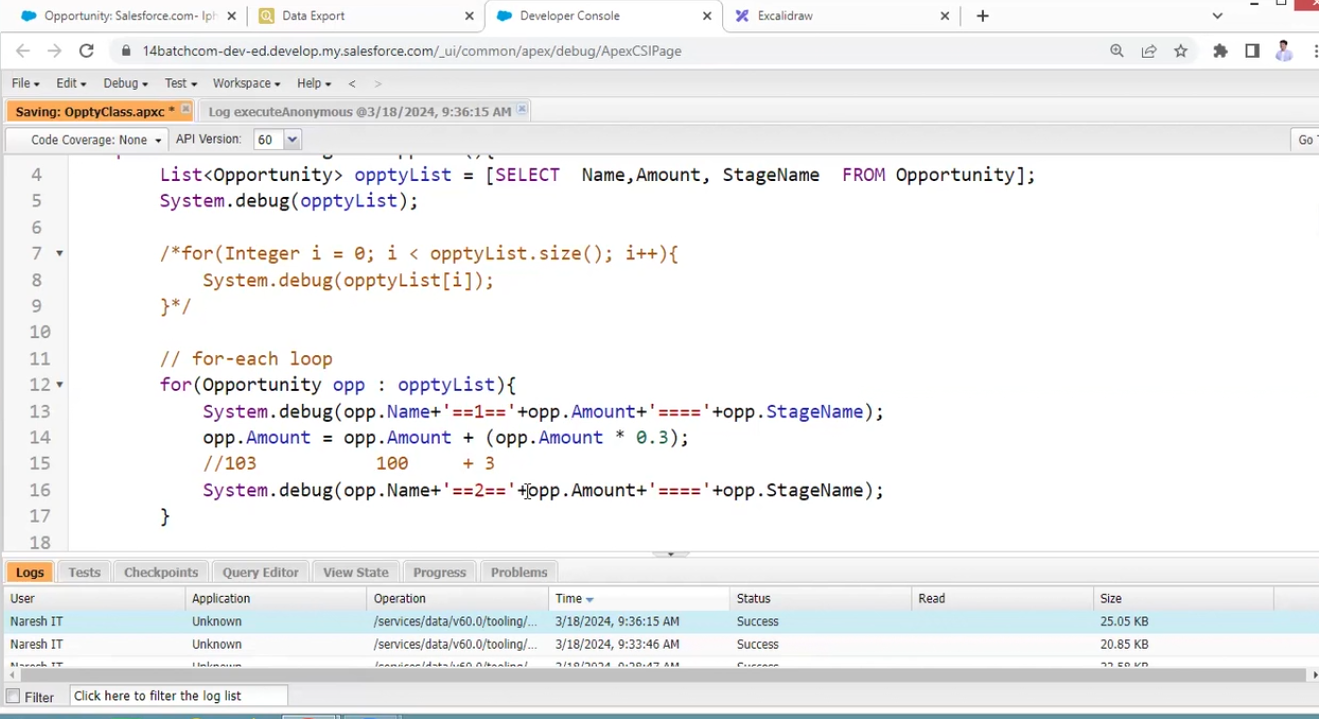 Opportunity: Salesforce.com- Iph
Data Export
Developer Console
Excalidraw
14batchcom-dev-ed.develop.my.salesforce.com/_ui/common/apex/debug/ApexCSIPage
File Edit Debug Test Workspace Help < >
Saving: OpptyClass.apxc *
Log executeAnonymous @3/18/2024, 9:36:15 AM
Code Coverage: None API Version: 60 Go
4 List<Opportunity> opptyList = [SELECT Name,Amount, StageName FROM Opportunity];
5 System.debug(opptyList);
6
7 /*for(Integer i = 0; i < opptyList.size(); i++){
8 System.debug(opptyList[i]);
9 }*/
10
11 // for-each loop
12 for(Opportunity opp : opptyList){
13 System.debug(opp.Name+'==1=='+opp.Amount+'===='+opp.StageName);
14 opp.Amount = opp.Amount + (opp.Amount * 0.3);
15 //103 100 + 3
16 System.debug(opp.Name+'==2=='+opp.Amount+'===='+opp.StageName);
17 }
18
Logs Tests Checkpoints Query Editor View State Progress Problems
User Application Operation Time Status Read Size
Naresh IT Unknown /services/data/v60.0/tooling/... 3/18/2024, 9:36:15 AM Success 25.05 KB
Naresh IT Unknown /services/data/v60.0/tooling/... 3/18/2024, 9:33:46 AM Success 20.85 KB
Filter Click here to filter the log list